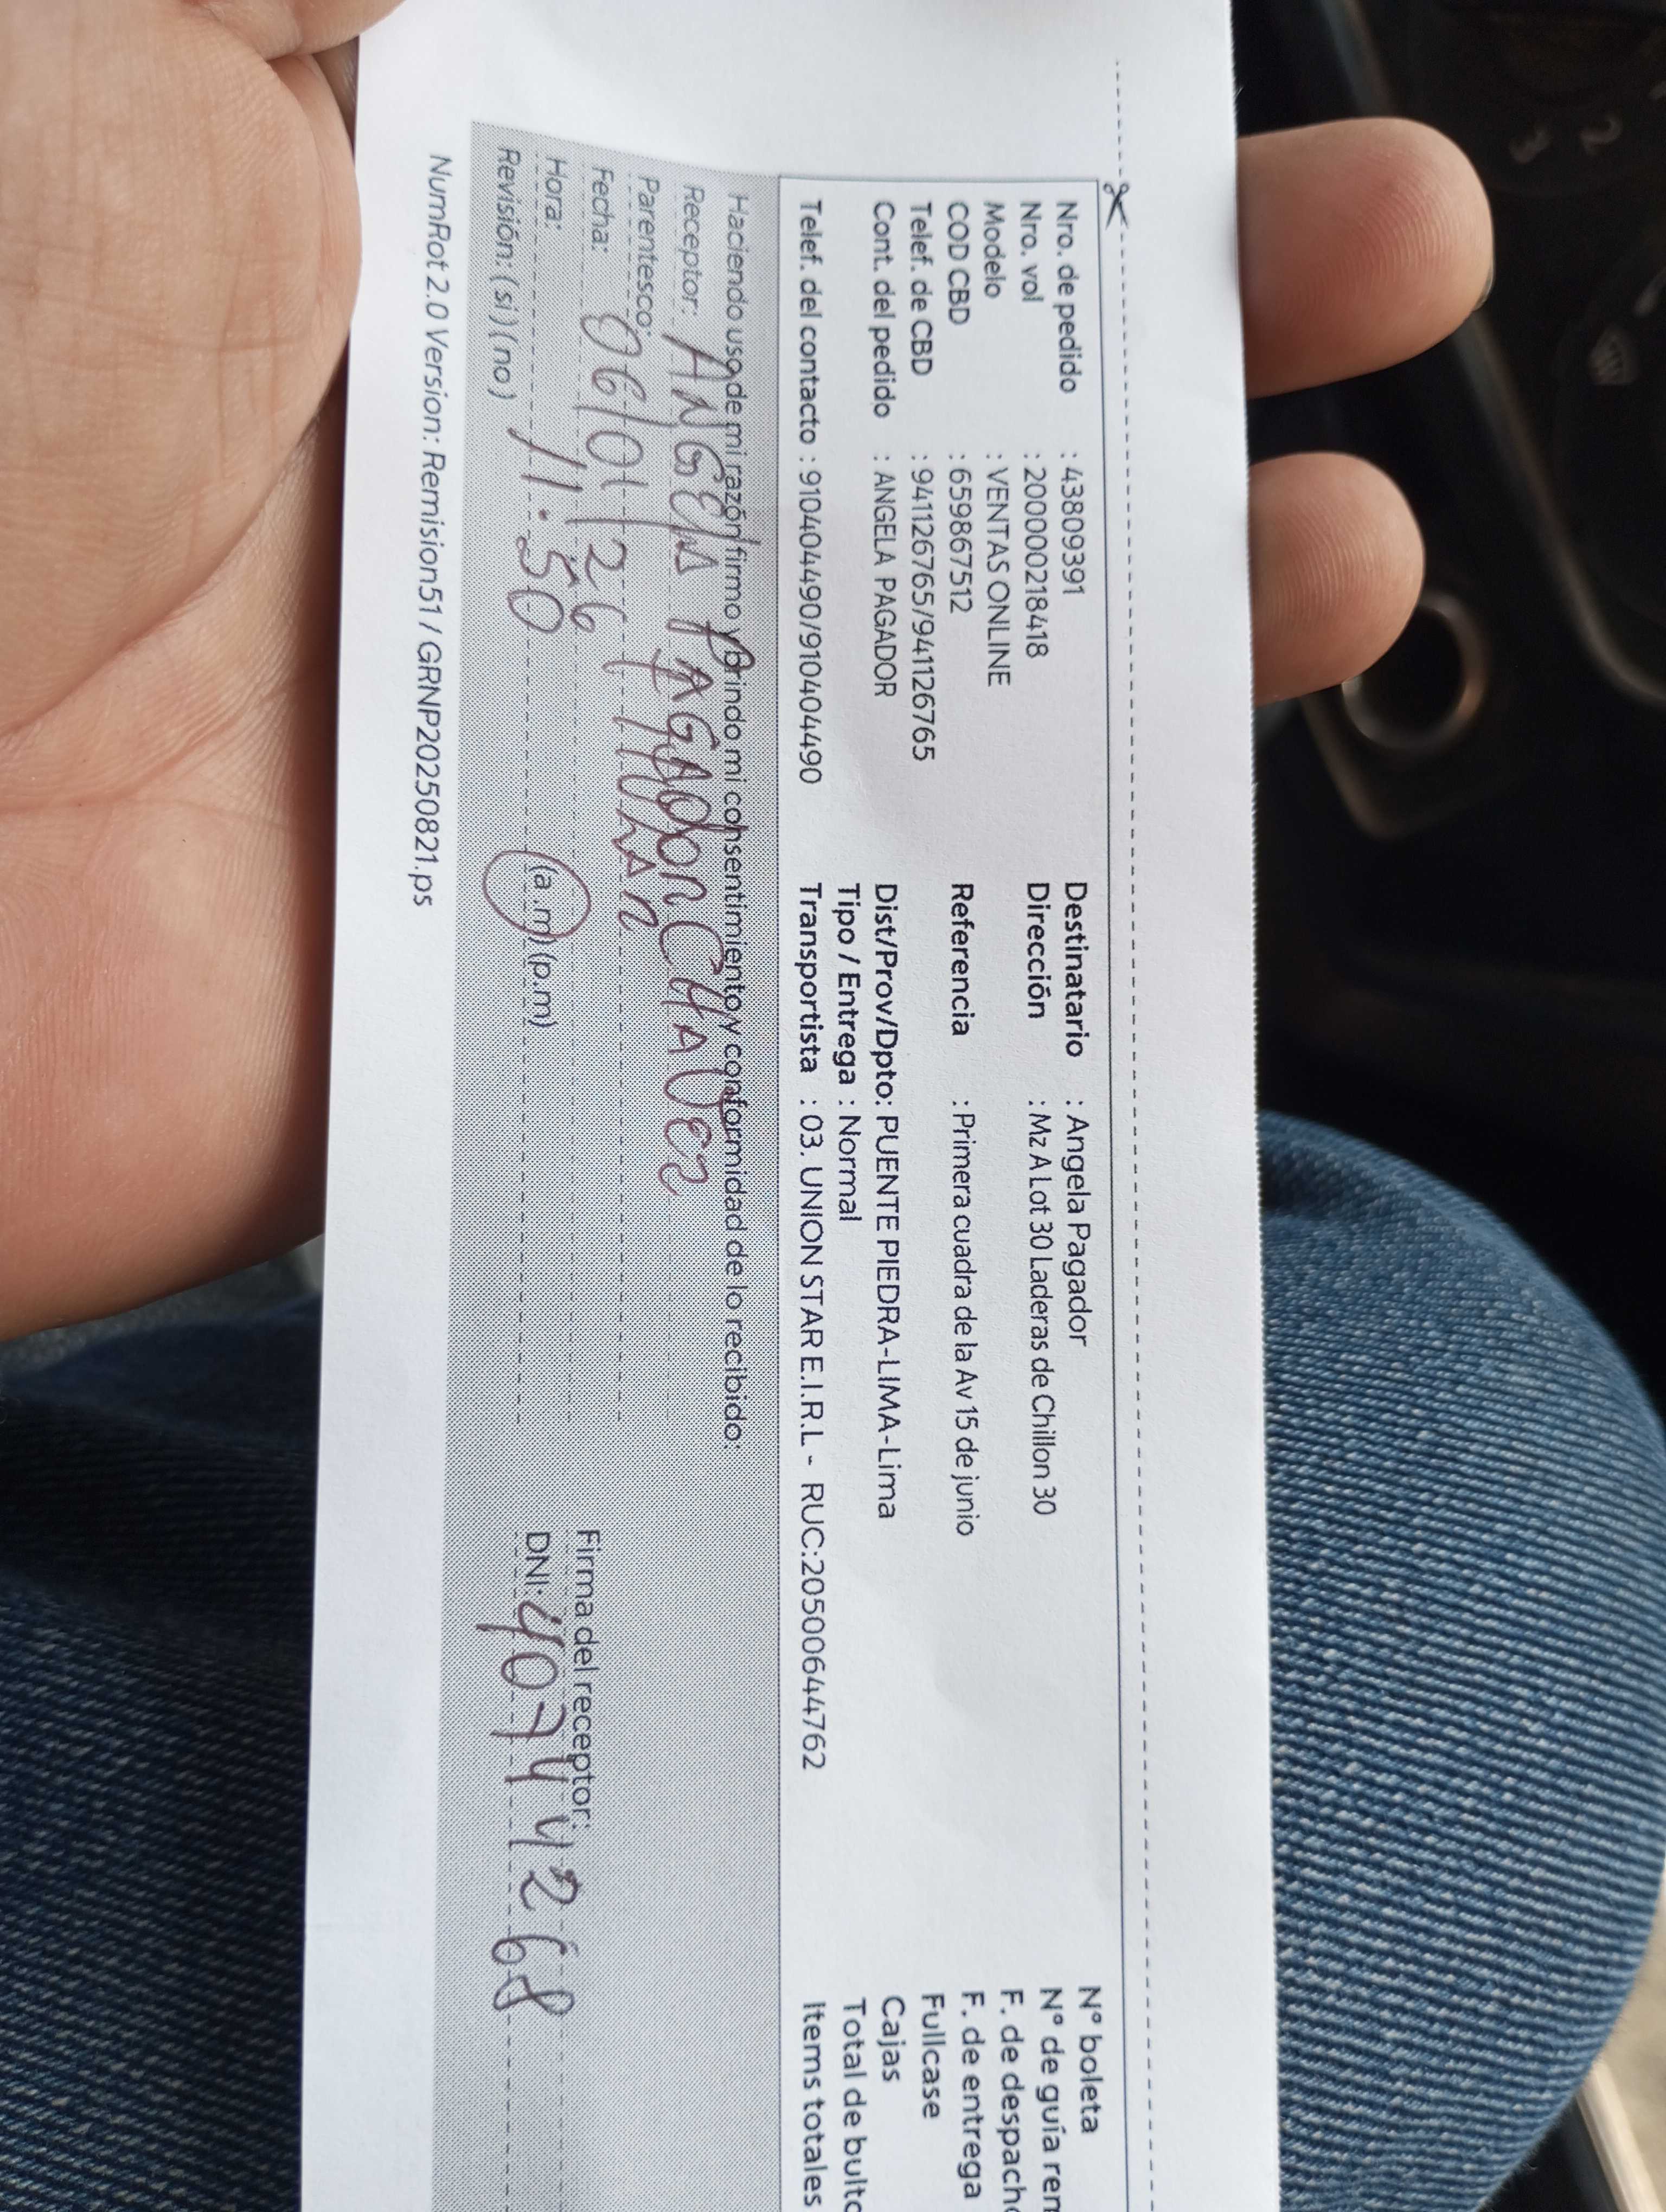 Nro. de pedido : 43809391
Nro. vol : 2000000218418
Modelo : VENTAS ONLINE
COD CBD : 659867512
Telef. de CBD : 941126765/941126765
Cont. del pedido : ANGELA PAGADOR
Telef. del contacto : 910404490/910404490
Destinatario : Angela Pagador
Dirección : Mz A Lot 30 Laderas de Chillon 30
Referencia : Primera cuadra de la Av 15 de junio
Dist/Prov/Dpto: PUENTE PIEDRA-LIMA-Lima
Tipo / Entrega : Normal
Transportista : 03. UNION STAR E.I.R.L - RUC:20500644762
N° boleta
N° de guía rem
F. de despacho
F. de entrega
Fullcase
Cajas
Total de bulto
Items totales
Haciendo uso de mi razón firmo y brindo mi consentimiento y conformidad de lo recibido:
Receptor: ANGELA PAGADOR CHAVEZ
Parentesco:
Fecha: 06/01/26
Hora: 11:50 (a.m) (p.m)
Revisión: (si) (no)
Firma del receptor:
DNI: 40744268
NumRot 2.0 Version: Remision51 / GRNP20250821.ps